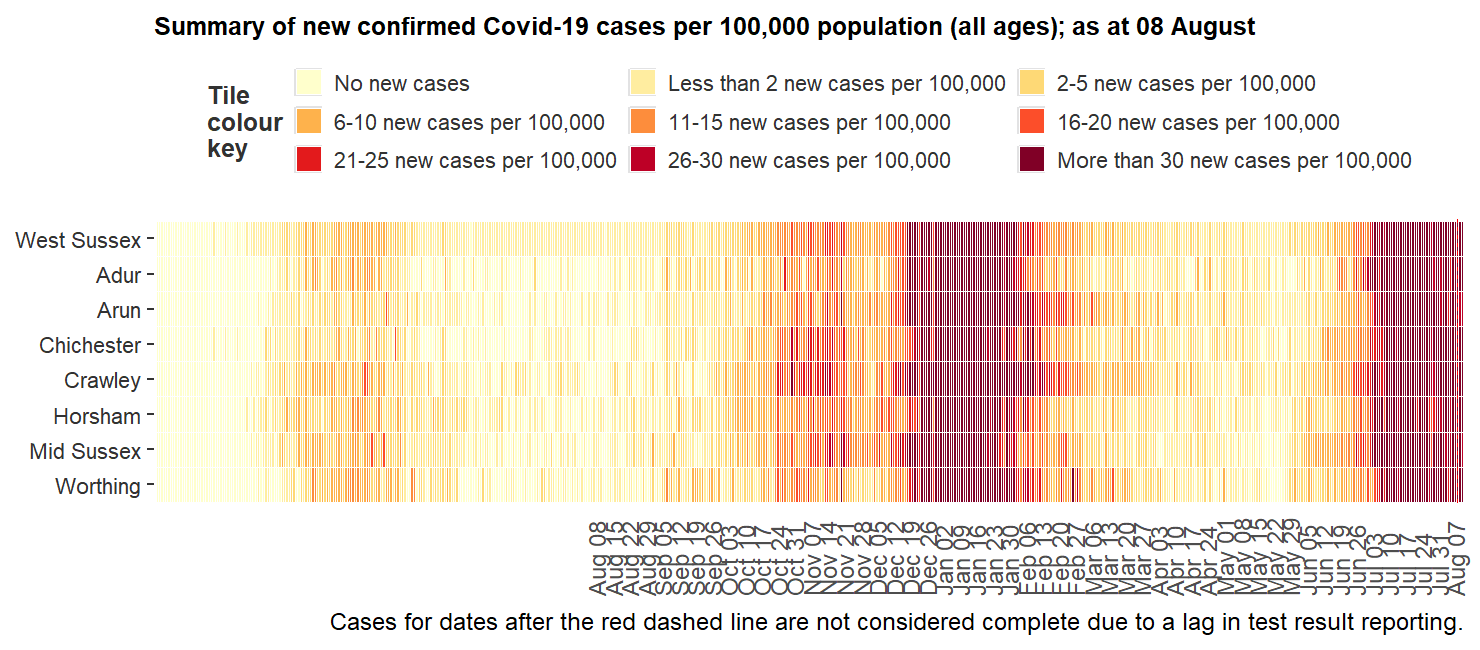 Summary of new confirmed Covid-19 cases per 100,000 population (all ages); as at 08 August
Tile
colour
key
No new cases
Less than 2 new cases per 100,000
2-5 new cases per 100,000
6-10 new cases per 100,000
11-15 new cases per 100,000
16-20 new cases per 100,000
21-25 new cases per 100,000
26-30 new cases per 100,000
More than 30 new cases per 100,000
West Sussex
Adur
Arun
Chichester
Crawley
Horsham
Mid Sussex
Worthing
Aug 08
Aug 15
Aug 22
Aug 29
Sep 05
Sep 12
Sep 19
Sep 26
Oct 03
Oct 10
Oct 17
Oct 24
Oct 31
Nov 07
Nov 14
Nov 21
Nov 28
Dec 05
Dec 12
Dec 19
Dec 26
Jan 02
Jan 09
Jan 16
Jan 23
Jan 30
Feb 06
Feb 13
Feb 20
Feb 27
Mar 06
Mar 13
Mar 20
Mar 27
Apr 03
Apr 10
Apr 17
Apr 24
May 01
May 08
May 15
May 22
May 29
Jun 05
Jun 12
Jun 19
Jun 26
Jul 03
Jul 10
Jul 17
Jul 24
Jul 31
Aug 07
Cases for dates after the red dashed line are not considered complete due to a lag in test result reporting.